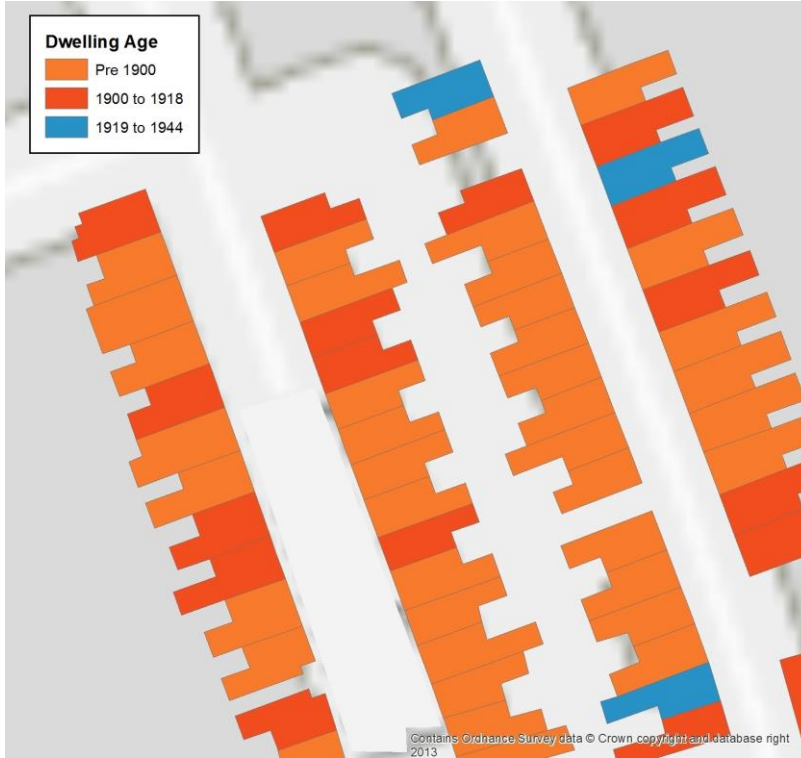 Dwelling Age
Pre 1900
1900 to 1918
1919 to 1944
Contains Ordnance Survey data © Crown copyright and database right
2013